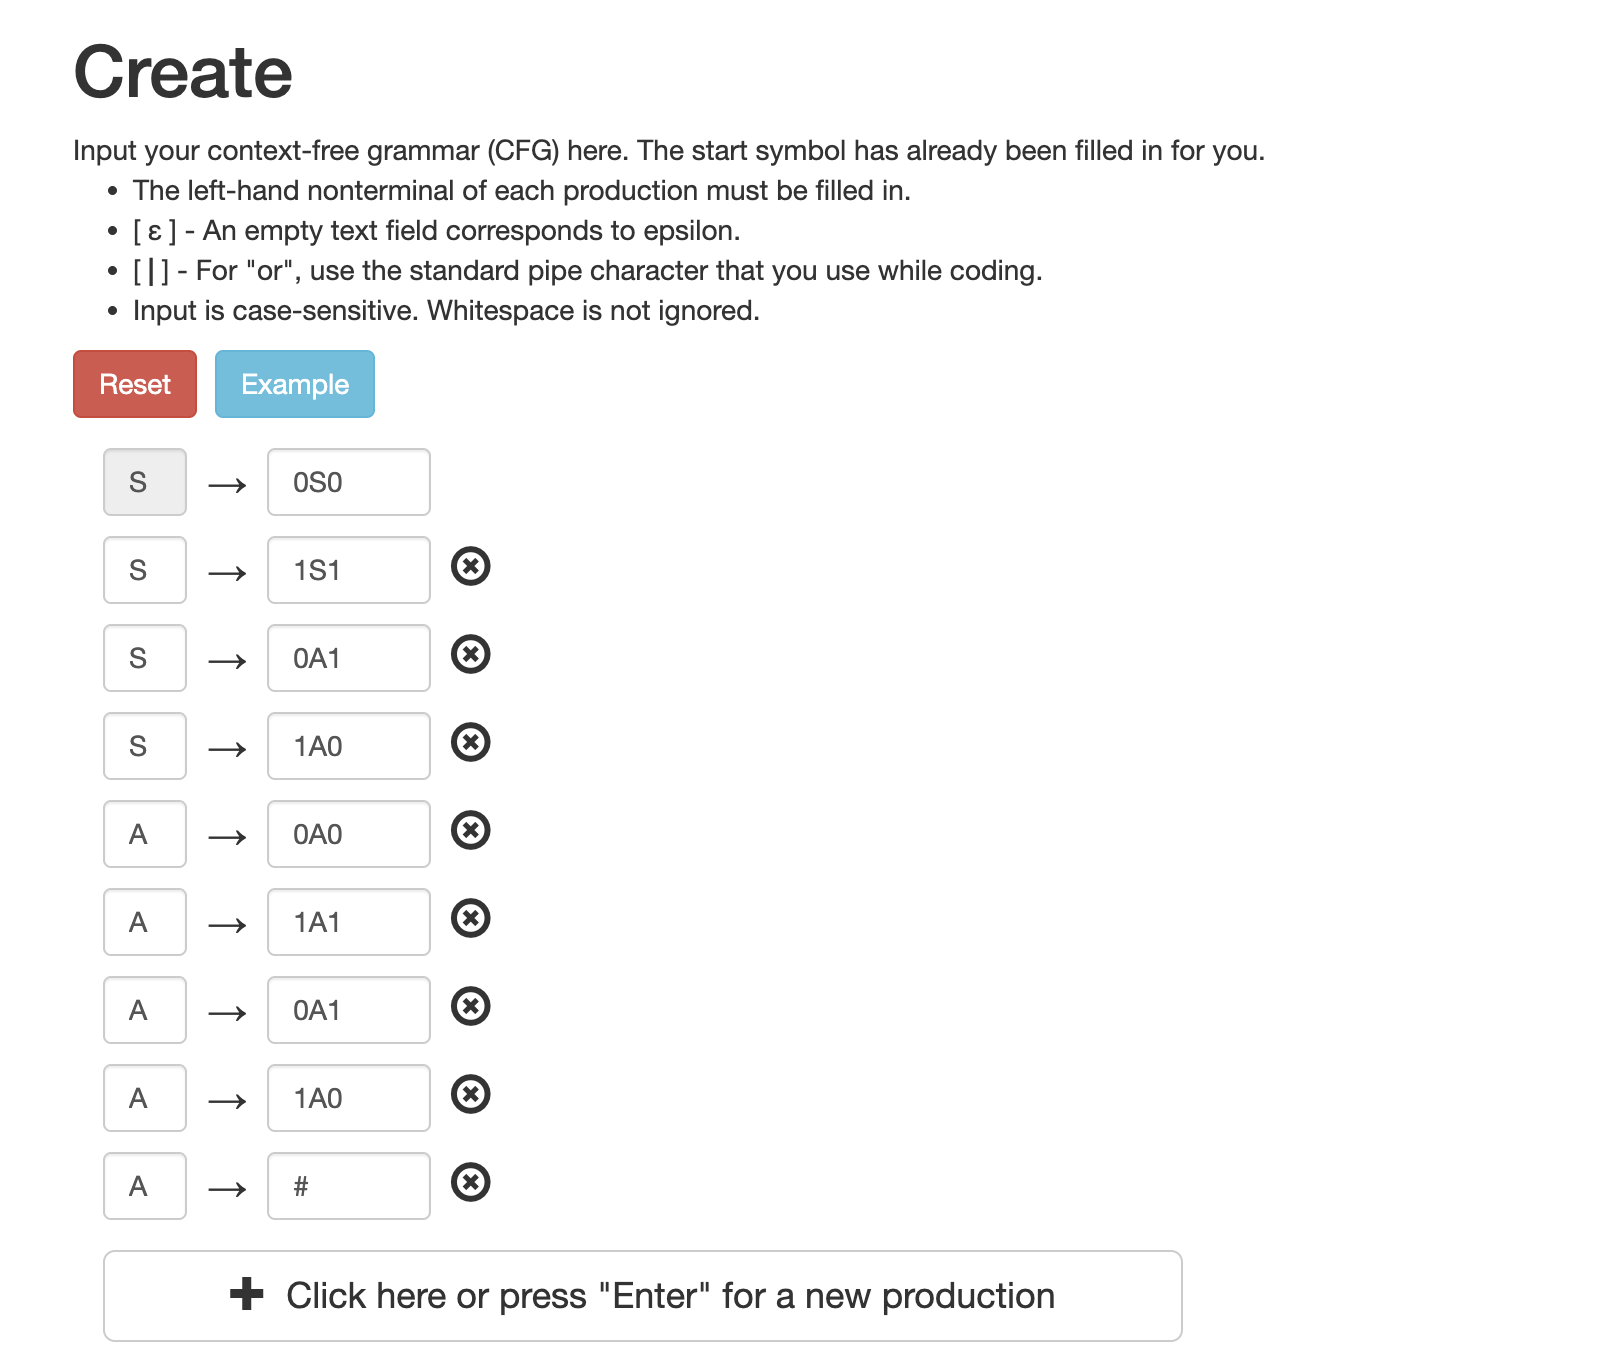 Create
Input your context-free grammar (CFG) here. The start symbol has already been filled in for you.
• The left-hand nonterminal of each production must be filled in.
• [ ε ] - An empty text field corresponds to epsilon.
• [ | ] - For "or", use the standard pipe character that you use while coding.
• Input is case-sensitive. Whitespace is not ignored.
Reset Example
S → 0S0
S → 1S1
S → 0A1
S → 1A0
A → 0A0
A → 1A1
A → 0A1
A → 1A0
A → #
Click here or press "Enter" for a new production